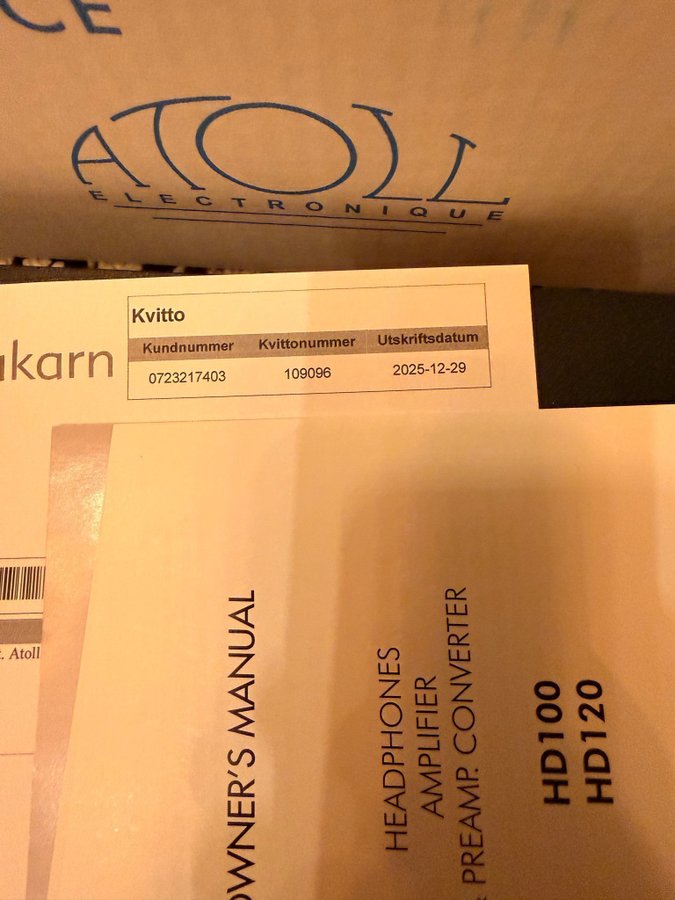 CE
ATOLL
ELECTRONIQUE
Kvitto
Kundnummer Kvittonummer Utskriftsdatum
0723217403 109096 2025-12-29
karn
. Atoll
OWNER'S MANUAL
HEADPHONES
AMPLIFIER
PREAMP. CONVERTER
HD100
HD120